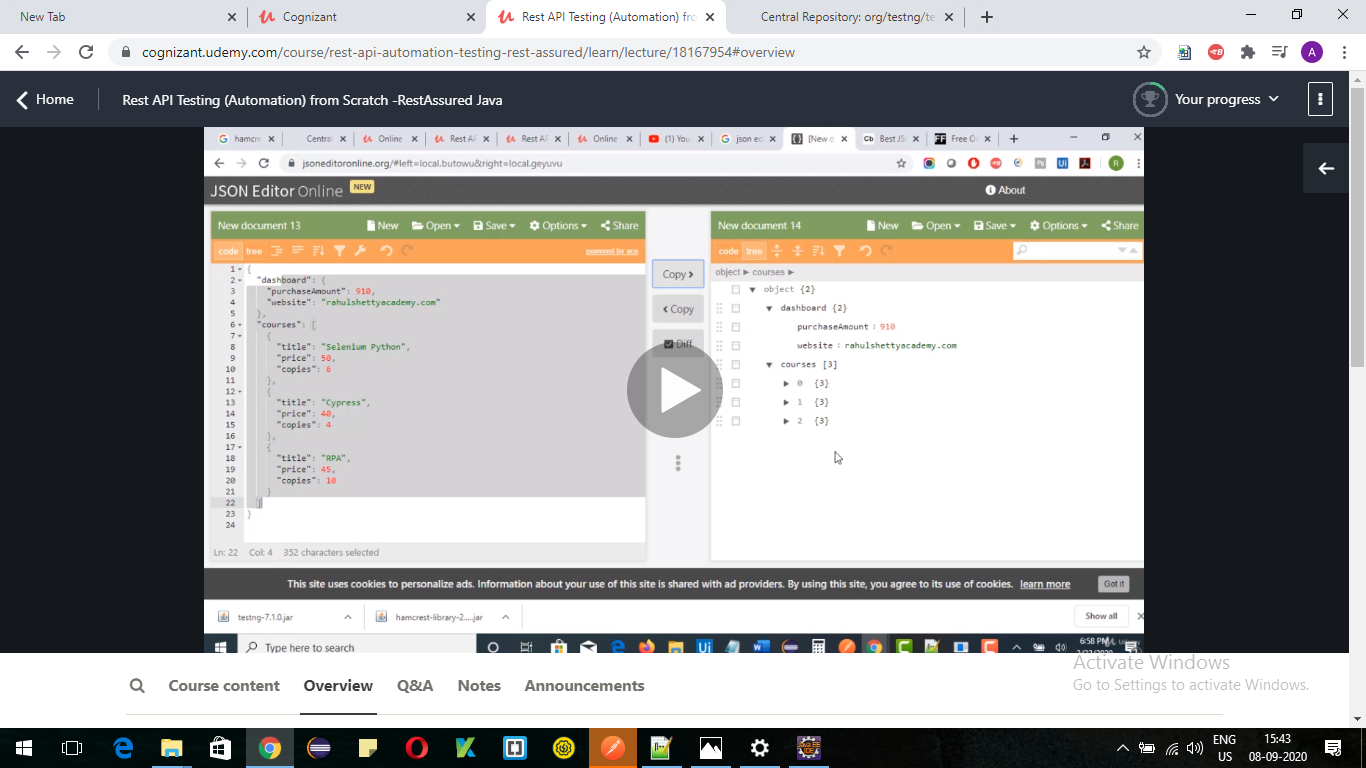 New Tab
Cognizant
Rest API Testing (Automation) fro
Central Repository: org/testng/te
cognizant.udemy.com/course/rest-api-automation-testing-rest-assured/learn/lecture/18167954#overview
A
Home
Rest API Testing (Automation) from Scratch -RestAssured Java
Your progress
hamcre
Central
Online
Rest AP
Rest AP
Online
(1) You
json ed
[New d
Best JS
Free O
jsoneditoronline.org/#left=local.butowu&right=local.geyuvu
R
JSON Editor Online NEW
About
New document 13 New Open Save Options Share
code tree powered by ace
1 {
2 "dashboard": {
3 "purchaseAmount": 910,
4 "website": "rahulshettyacademy.com"
5 },
6 "courses": [
7 {
8 "title": "Selenium Python",
9 "price": 50,
10 "copies": 6
11 },
12 {
13 "title": "Cypress",
14 "price": 40,
15 "copies": 4
16 },
17 {
18 "title": "RPA",
19 "price": 45,
20 "copies": 10
21 }
22 ]
23 }
24
Ln: 22 Col: 4 352 characters selected
Copy >
< Copy
Diff
New document 14 New Open Save Options Share
code tree
object ► courses ►
object {2}
dashboard {2}
purchaseAmount : 910
website : rahulshettyacademy.com
courses [3]
0 {3}
1 {3}
2 {3}
This site uses cookies to personalize ads. Information about your use of this site is shared with ad providers. By using this site, you agree to its use of cookies. learn more
Got it
testng-7.1.0.jar
hamcrest-library-2....jar
Show all
Type here to search
6:58 PM
Activate Windows
Go to Settings to activate Windows.
Course content
Overview
Q&A
Notes
Announcements
ENG
US
15:43
08-09-2020